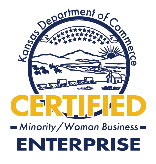 Kansas Department of Commerce
CERTIFIED
Minority/Woman Business
ENTERPRISE